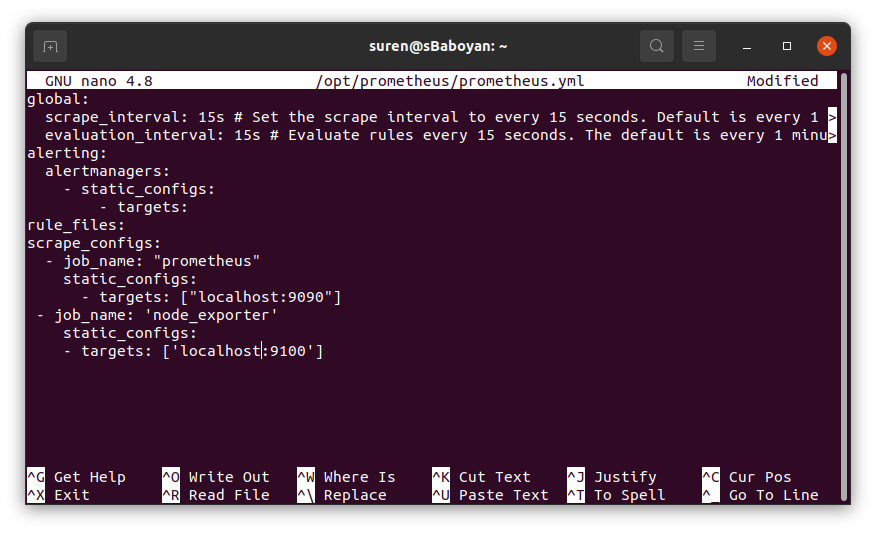 suren@sBaboyan: ~
GNU nano 4.8 /opt/prometheus/prometheus.yml Modified
global:
  scrape_interval: 15s # Set the scrape interval to every 15 seconds. Default is every 1 >
  evaluation_interval: 15s # Evaluate rules every 15 seconds. The default is every 1 minu>
alerting:
  alertmanagers:
    - static_configs:
        - targets:
rule_files:
scrape_configs:
  - job_name: "prometheus"
    static_configs:
      - targets: ["localhost:9090"]
 - job_name: 'node_exporter'
    static_configs:
    - targets: ['localhost:9100']
^G Get Help ^O Write Out ^W Where Is ^K Cut Text ^J Justify ^C Cur Pos
^X Exit ^R Read File ^\ Replace ^U Paste Text ^T To Spell ^_ Go To Line